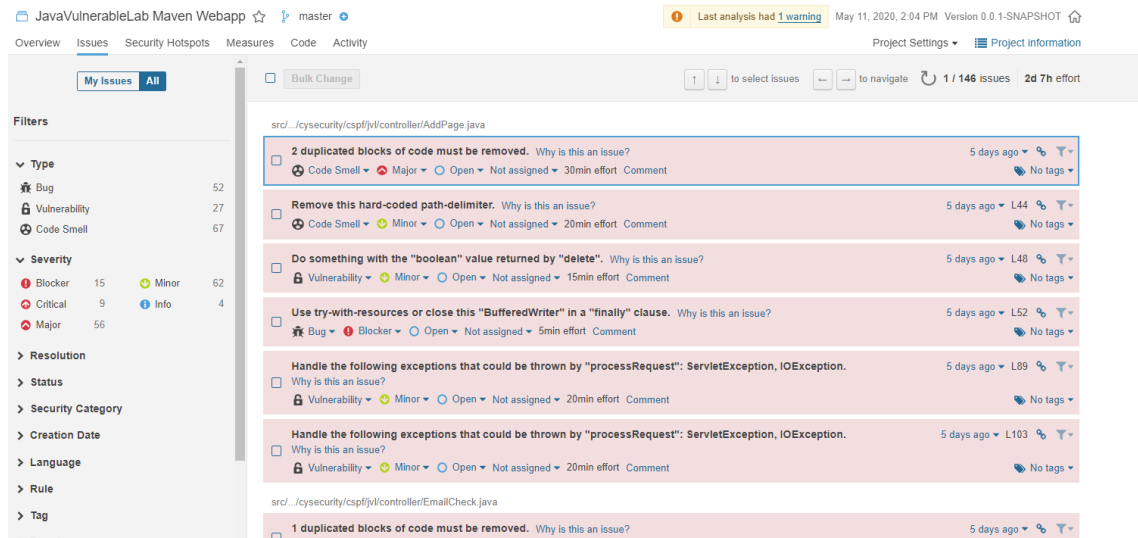 JavaVulnerableLab Maven Webapp master Last analysis had 1 warning May 11, 2020, 2:04 PM Version 0.0.1-SNAPSHOT
Overview Issues Security Hotspots Measures Code Activity Project Settings Project information
My Issues All
Bulk Change ↑ ↓ to select issues ← → to navigate 1 / 146 issues 2d 7h effort
Filters
Type
Bug 52
Vulnerability 27
Code Smell 67
Severity
Blocker 15 Minor 62
Critical 9 Info 4
Major 56
Resolution
Status
Security Category
Creation Date
Language
Rule
Tag
src/.../cysecurity/cspf/jvl/controller/AddPage.java
2 duplicated blocks of code must be removed. Why is this an issue? 5 days ago
Code Smell Major Open Not assigned 30min effort Comment No tags
Remove this hard-coded path-delimiter. Why is this an issue? 5 days ago L44
Code Smell Minor Open Not assigned 20min effort Comment No tags
Do something with the "boolean" value returned by "delete". Why is this an issue? 5 days ago L48
Vulnerability Minor Open Not assigned 15min effort Comment No tags
Use try-with-resources or close this "BufferedWriter" in a "finally" clause. Why is this an issue? 5 days ago L52
Bug Blocker Open Not assigned 5min effort Comment No tags
Handle the following exceptions that could be thrown by "processRequest": ServletException, IOException. 5 days ago L89
Why is this an issue?
Vulnerability Minor Open Not assigned 20min effort Comment No tags
Handle the following exceptions that could be thrown by "processRequest": ServletException, IOException. 5 days ago L103
Why is this an issue?
Vulnerability Minor Open Not assigned 20min effort Comment No tags
src/.../cysecurity/cspf/jvl/controller/EmailCheck.java
1 duplicated blocks of code must be removed. Why is this an issue? 5 days ago